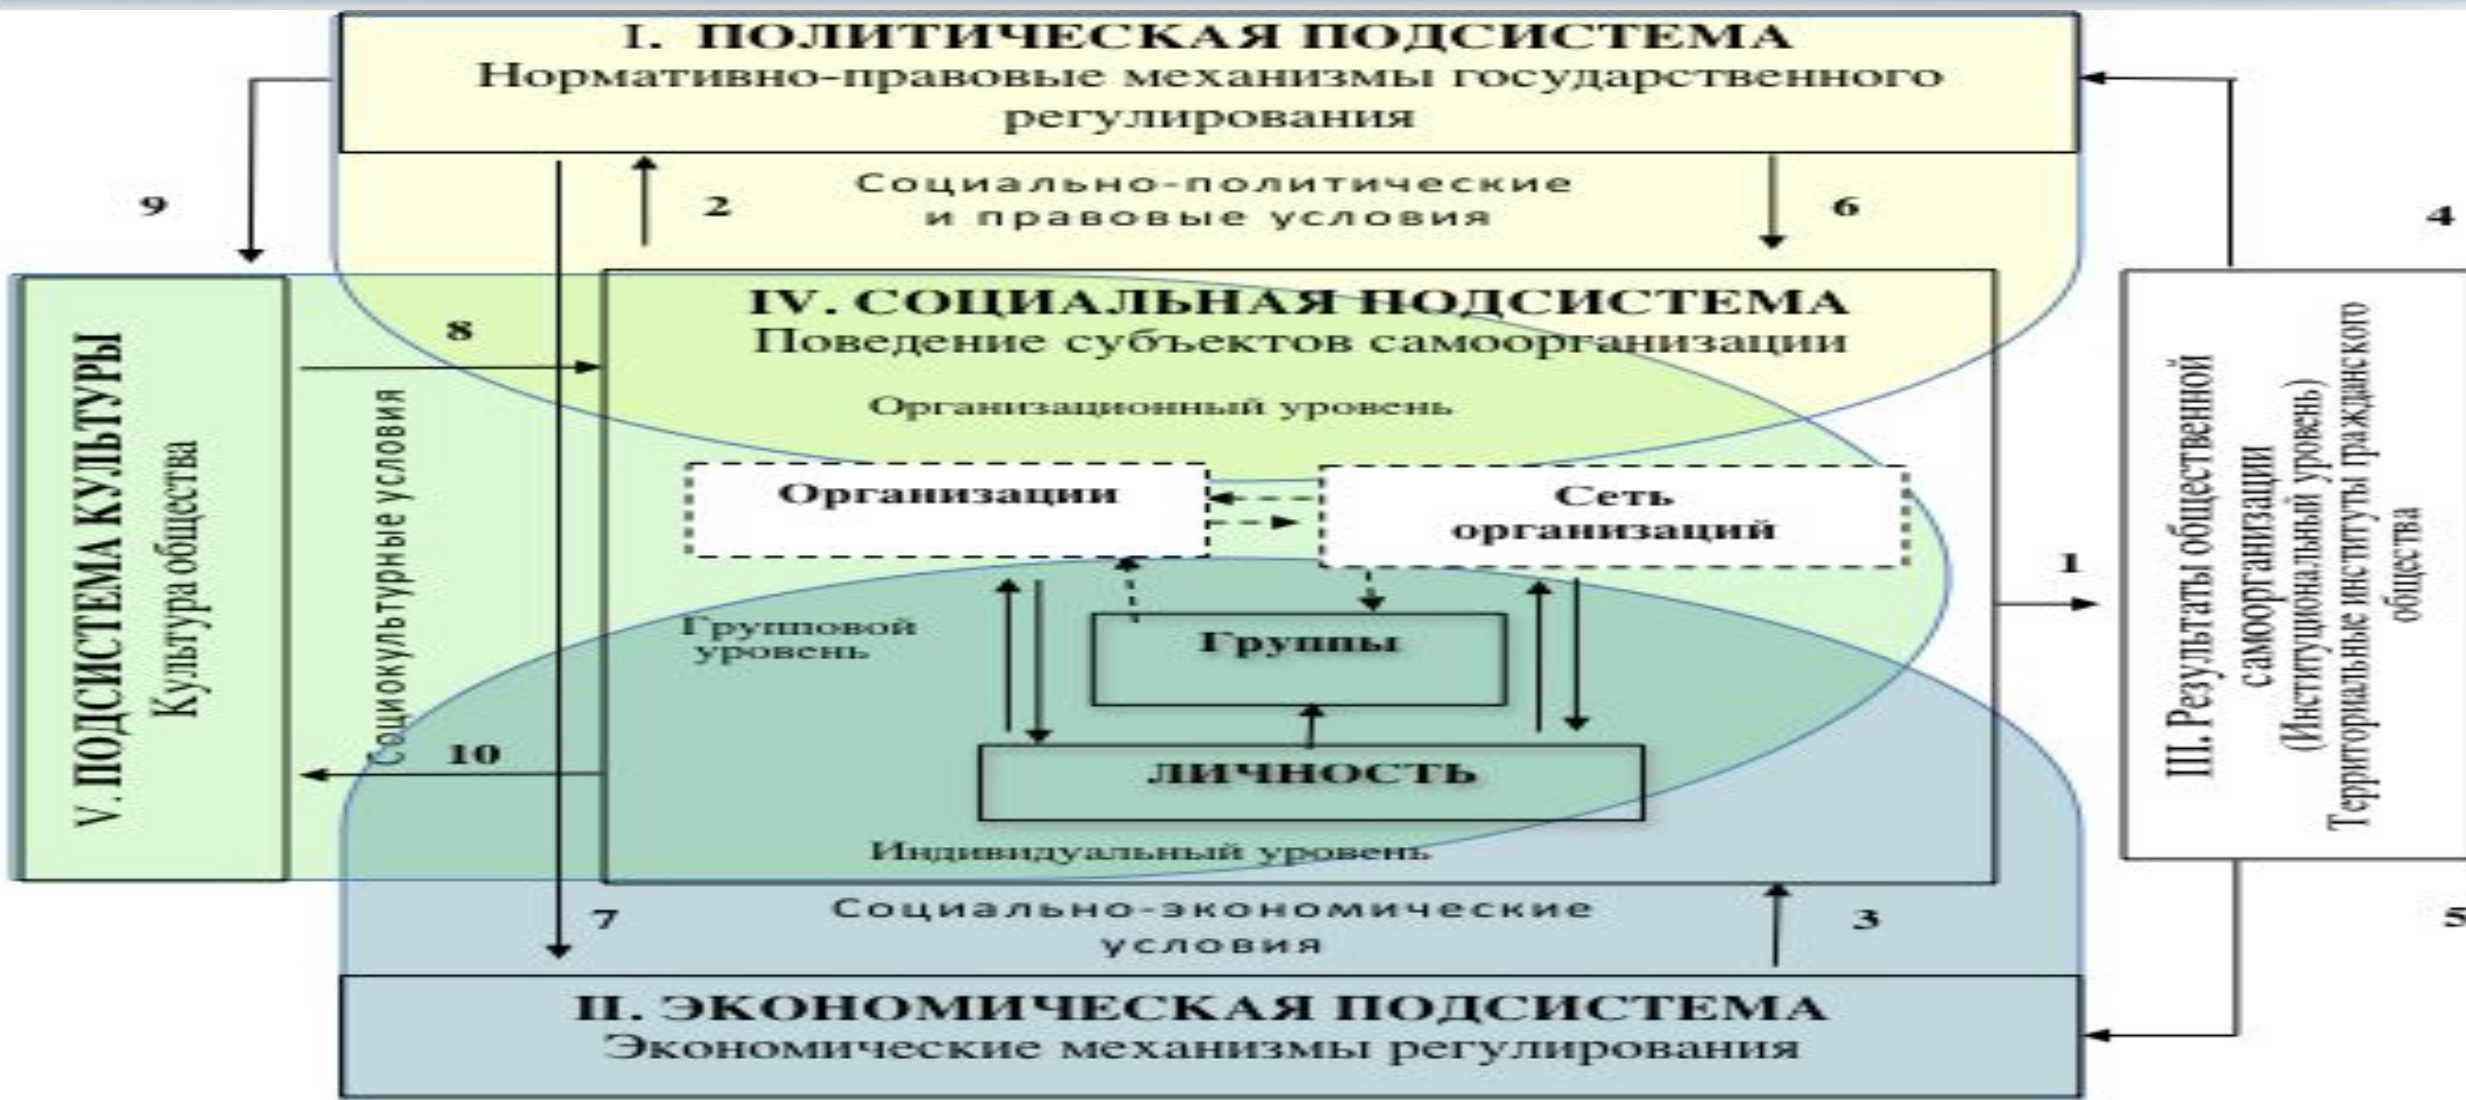 I. ПОЛИТИЧЕСКАЯ ПОДСИСТЕМА
Нормативно-правовые механизмы государственного
регулирования
9
2
Социально-политические
и правовые условия
6
4
V. ПОДСИСТЕМА КУЛЬТУРЫ
Культура общества
8
Социокультурные условия
10
IV. СОЦИАЛЬНАЯ ПОДСИСТЕМА
Поведение субъектов самоорганизации
Организационный уровень
Организации
Сеть
организаций
Групповой
уровень
Группы
ЛИЧНОСТЬ
Индивидуальный уровень
1
III. Результаты общественной
самоорганизации
(Институциональный уровень)
Территориальные институты гражданского
общества
7
Социально-экономические
условия
3
5
II. ЭКОНОМИЧЕСКАЯ ПОДСИСТЕМА
Экономические механизмы регулирования